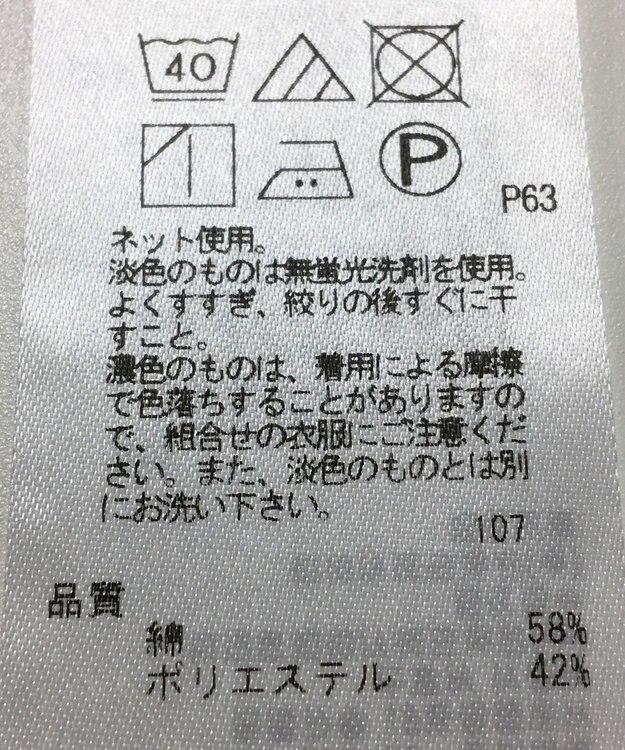 40
P
P63
ネット使用。
淡色のものは無蛍光洗剤を使用。
よくすすぎ、絞りの後すぐに干
すこと。
濃色のものは、着用による摩擦
で色落ちすることがありますの
で、組合せの衣服にご注意くだ
さい。また、淡色のものとは別
にお洗い下さい。
107
品質
綿 58%
ポリエステル 42%